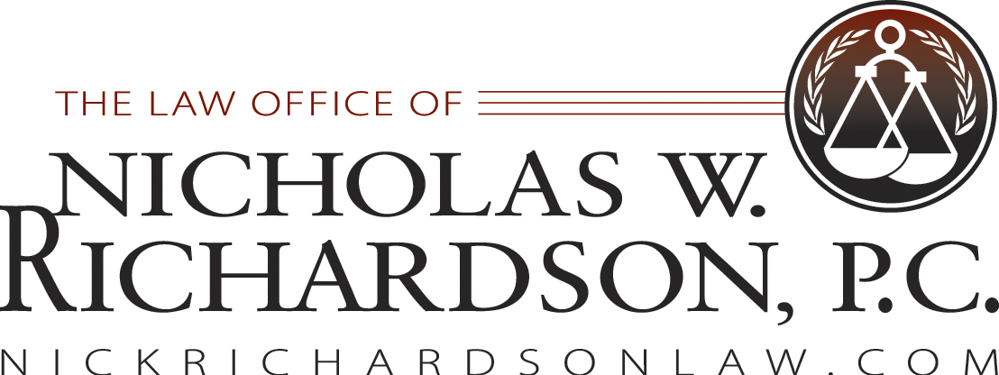 THE LAW OFFICE OF
NICHOLAS W.
RICHARDSON, P.C.
NICKRICHARDSONLAW.COM